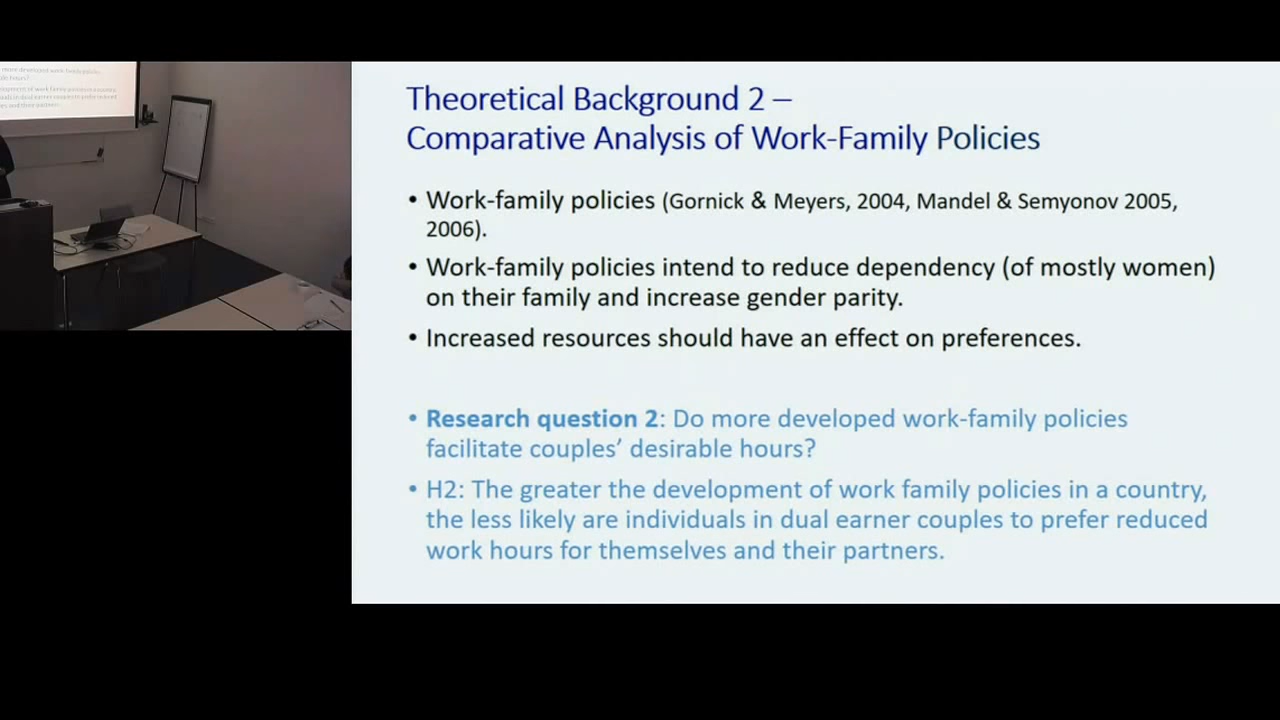 Theoretical Background 2 –
Comparative Analysis of Work-Family Policies
• Work-family policies (Gornick & Meyers, 2004, Mandel & Semyonov 2005,
2006).
• Work-family policies intend to reduce dependency (of mostly women)
on their family and increase gender parity.
• Increased resources should have an effect on preferences.
• Research question 2: Do more developed work-family policies
facilitate couples’ desirable hours?
• H2: The greater the development of work family policies in a country,
the less likely are individuals in dual earner couples to prefer reduced
work hours for themselves and their partners.